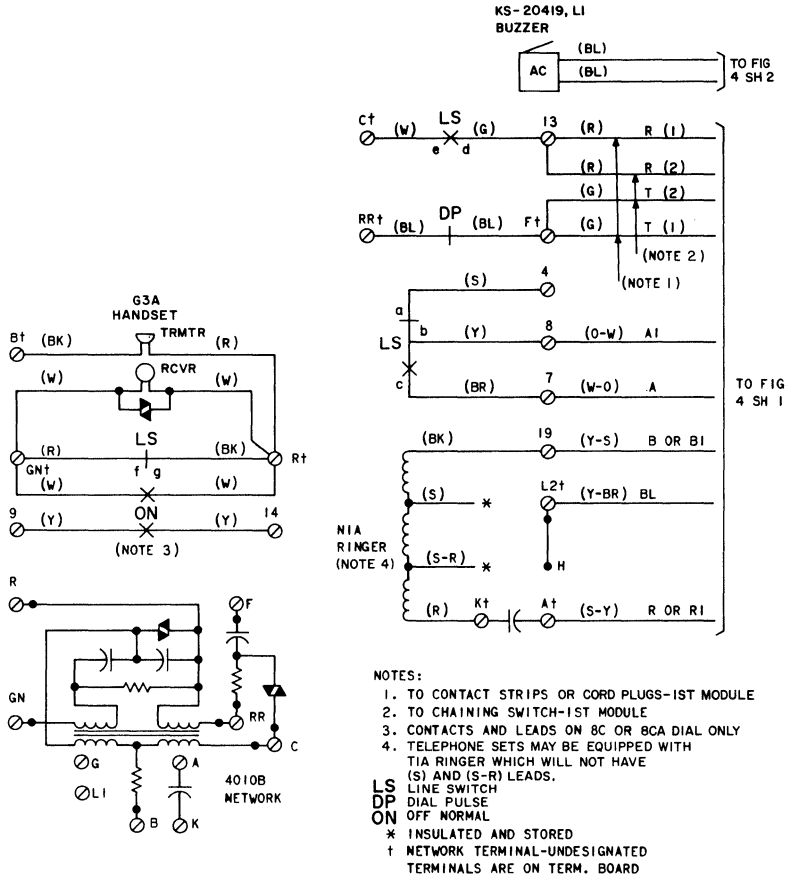 KS-20419, L1
BUZZER
AC
(BL)
(BL)
TO FIG
4 SH 2
C†
(W)
LS
(G)
e
d
13
(R)
R (1)
(R)
R (2)
(G)
T (2)
RR†
(BL)
DP
(BL)
F†
(G)
T (1)
(NOTE 2)
(NOTE 1)
(S)
4
a
b
LS
(Y)
8
(O-W)
A1
c
(BR)
7
(W-O)
A
TO FIG
4 SH 1
(BK)
19
(Y-S)
B OR B1
(S)
*
L2†
(Y-BR)
BL
N1A
RINGER
(NOTE 4)
(S-R)
*
H
(R)
K†
A†
(S-Y)
R OR R1
G3A
HANDSET
B†
(BK)
TRMTR
(R)
RCVR
(W)
(W)
LS
(R)
(BK)
f
g
GN†
R†
(W)
(W)
9
(Y)
ON
(Y)
14
(NOTE 3)
R
F
GN
RR
C
G
A
L1
B
K
4010B
NETWORK
NOTES:
1. TO CONTACT STRIPS OR CORD PLUGS-1ST MODULE
2. TO CHAINING SWITCH-1ST MODULE
3. CONTACTS AND LEADS ON 8C OR 8CA DIAL ONLY
4. TELEPHONE SETS MAY BE EQUIPPED WITH
T1A RINGER WHICH WILL NOT HAVE
(S) AND (S-R) LEADS.
LS LINE SWITCH
DP DIAL PULSE
ON OFF NORMAL
* INSULATED AND STORED
† NETWORK TERMINAL-UNDESIGNATED
TERMINALS ARE ON TERM. BOARD